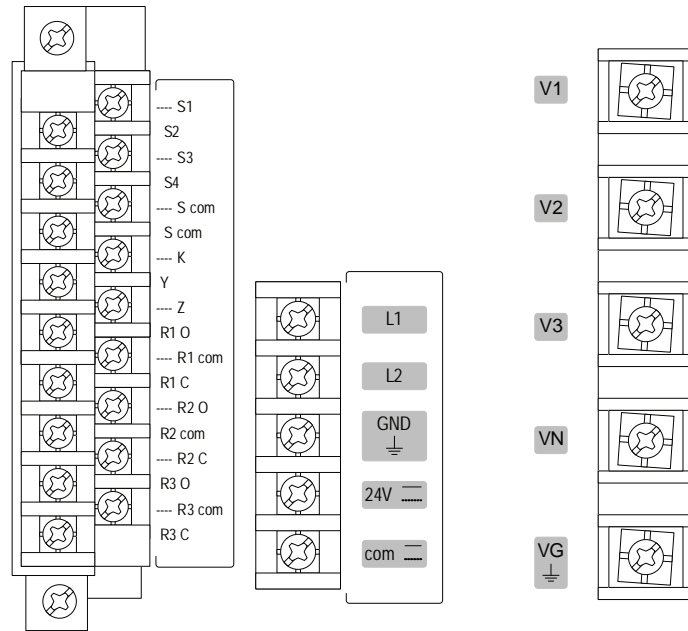 ---- S1
S2
---- S3
S4
---- S com
S com
---- K
Y
---- Z
R1 O
---- R1 com
R1 C
---- R2 O
R2 com
---- R2 C
R3 O
---- R3 com
R3 C
L1
L2
GND
24V
com
V1
V2
V3
VN
VG